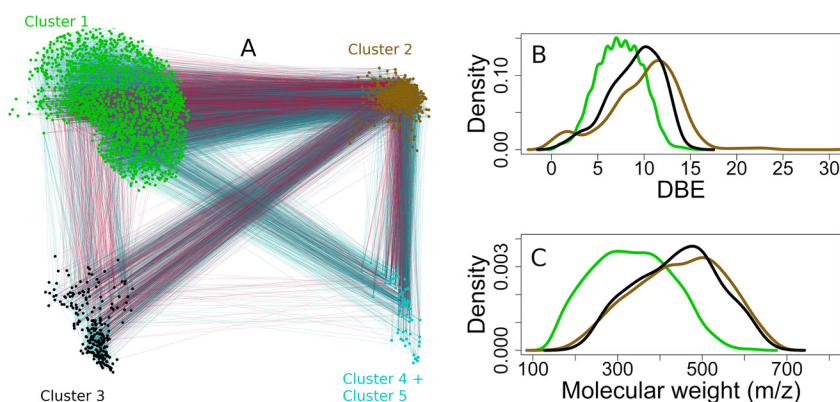 Cluster 1
A
Cluster 2
Cluster 3
Cluster 4 +
Cluster 5
B
Density
0.00
0.10
0 5 10 15 20 25 30
DBE
C
Density
0.000
0.003
100 300 500 700
Molecular weight (m/z)